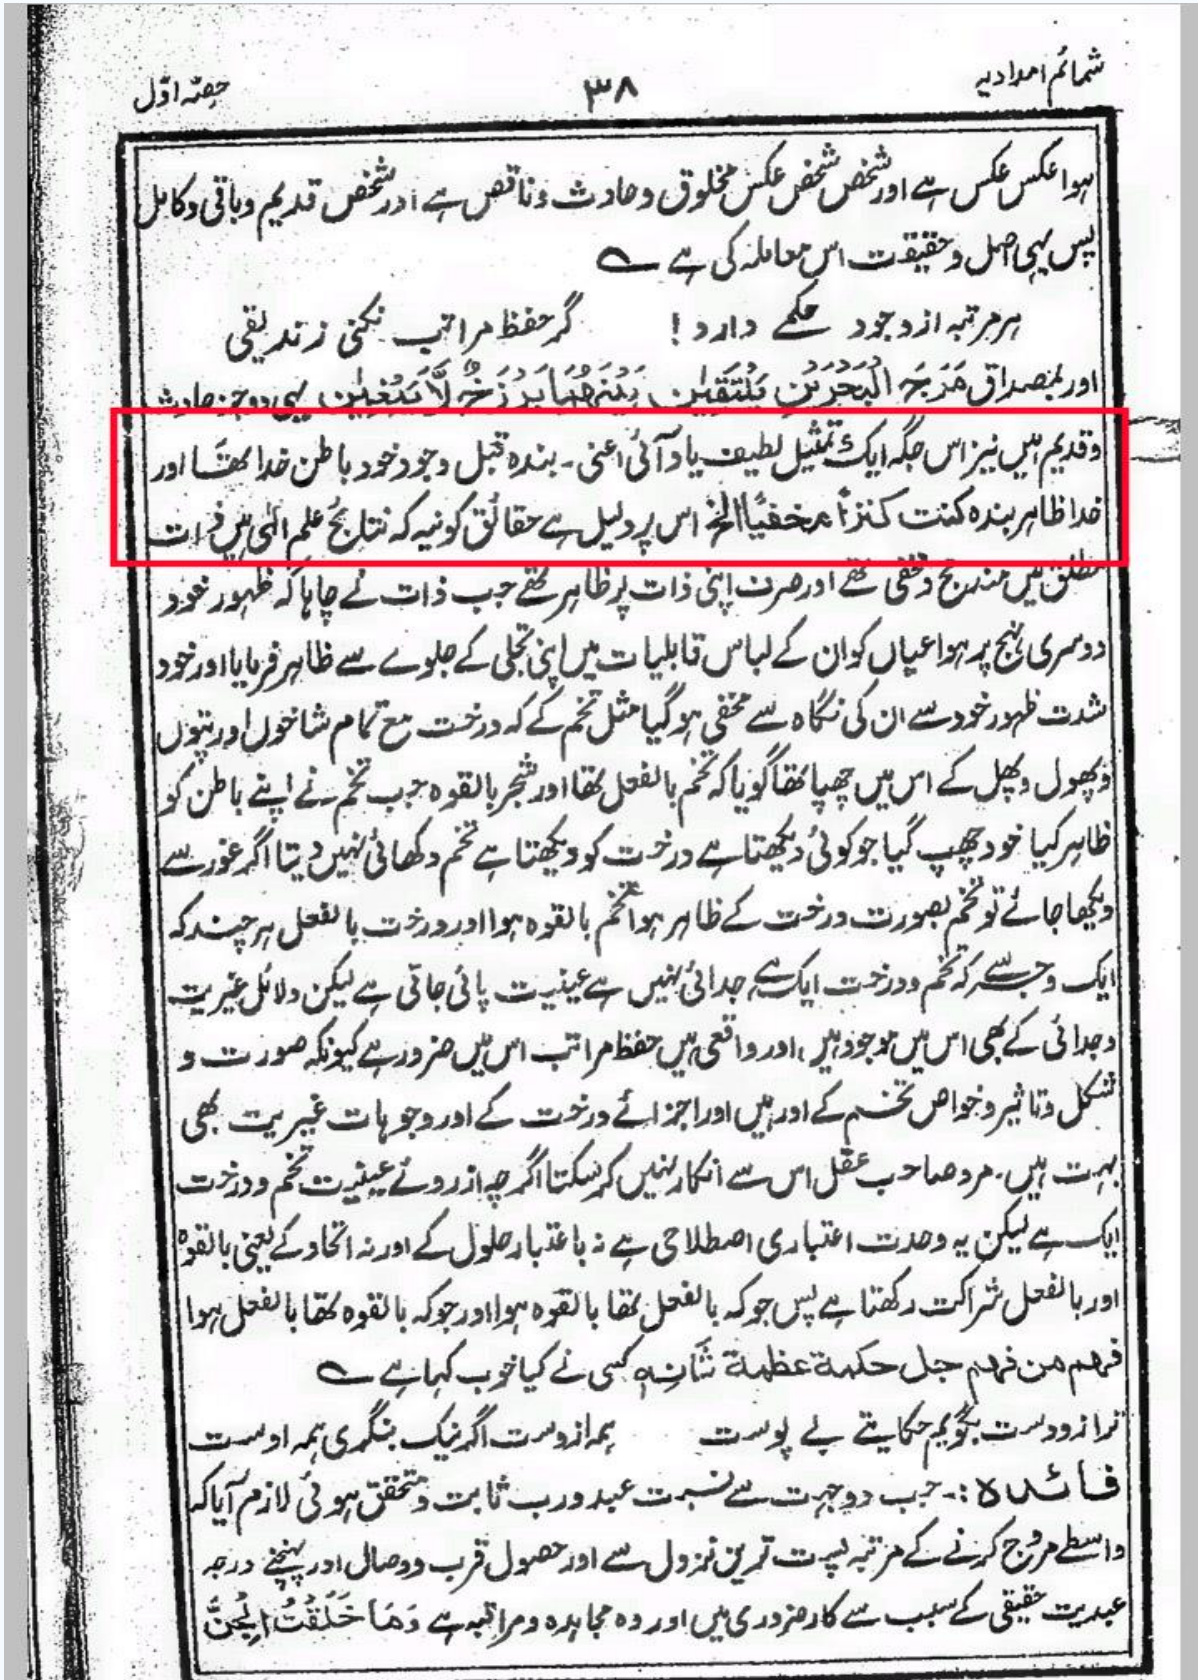 شمائم امدادیہ
۳۸
حصّہ اوّل
ہوا عکس عکس ہے اور شخص شخص عکس مخلوق و حادث و ناقص ہے اور شخص قدیم و باقی و کامل
پس یہی اصل و حقیقت اس معاملہ کی ہے ؎
ہر مرتبہ از وجود حکمے دارد! گر حفظ مراتب نکنی زندیقی
اور بمصداق مَرَجَ الْبَحْرَيْنِ يَلْتَقِيَانِ بَيْنَهُمَا بَرْزَخٌ لَّا يَبْغِيَانِ یہی دو بحر حادث
و قدیم ہیں نیز اس جگہ ایک تمثیل لطیف یاد آئی اعنی۔ بندہ قبل وجود خود باطن خدا تھا اور
خدا ظاہر بندہ کنت کنزاً مخفیًا الخ اس پر دلیل ہے حقائق کونیہ کہ نتائج علم الٰہی ہیں ذات
مطلق میں مندرج و مخفی تھے اور صرف اپنی ذات پر ظاہر تھے جب ذات نے چاہا کہ ظہور خود
دوسری نہج پر ہو اعیاں کو ان کے لباس قابلیات میں اپنی تجلی کے جلوے سے ظاہر فرمایا اور خود
شدت ظہور خود سے ان کی نگاہ سے مخفی ہو گیا مثل تخم کے کہ درخت مع تمام شاخوں اور پتوں
و پھول و پھل کے اس میں چھپا تھا گویا کہ تخم بالفعل تھا اور شجر بالقوہ جب تخم نے اپنے باطن کو
ظاہر کیا خود چھپ گیا جو کوئی دیکھتا ہے درخت کو دیکھتا ہے تخم دکھائی نہیں دیتا اگر غور سے
دیکھا جائے تو تخم بصورت درخت کے ظاہر ہوا تخم بالقوہ ہوا اور درخت بالفعل ہر چند کہ
ایک وجہ سے کہ تخم و درخت ایک ہے جدائی نہیں ہے عینیت پائی جاتی ہے لیکن دلائل غیریت
و جدائی کے بھی اس میں موجود ہیں، اور واقعی ہیں حفظ مراتب اس میں ضرور ہے کیونکہ صورت و
شکل و تاثیر و خواص تخم کے اور ہیں اور اجزائے درخت کے اور وجوہات غیریت بھی
بہت ہیں۔ مرد صاحب عقل اس سے انکار نہیں کر سکتا اگرچہ از روئے عینیت تخم و درخت
ایک ہے لیکن یہ وحدت اعتباری اصطلاحی ہے نہ باعتبار حلول کے اور نہ اتحاد کے یعنی بالقوہ
اور بالفعل شراکت رکھتا ہے پس جو کہ بالفعل تھا بالقوہ ہوا اور جو کہ بالقوہ تھا بالفعل ہوا
فہم من فہم جل حکمة عظمة شانہ کسی نے کیا خوب کہا ہے ؎
ترا ز دوست بگویم حکایتے بے پوست ہمہ از وست اگر نیک بنگری ہمہ اوست
فائدہ :۔ جب دو جہت سے نسبت عبد و رب ثابت و متحقق ہوئی لازم آیا کہ
واسطے عروج کرنے کے مرتبہ پست ترین نزول سے اور حصول قرب و وصال اور پہنچنے درجہ
عبدیت حقیقی کے سبب سے کار ضروری ہیں اور وہ مجاہدہ و مراقبہ ہے وَمَا خَلَقْتُ الْجِنَّ